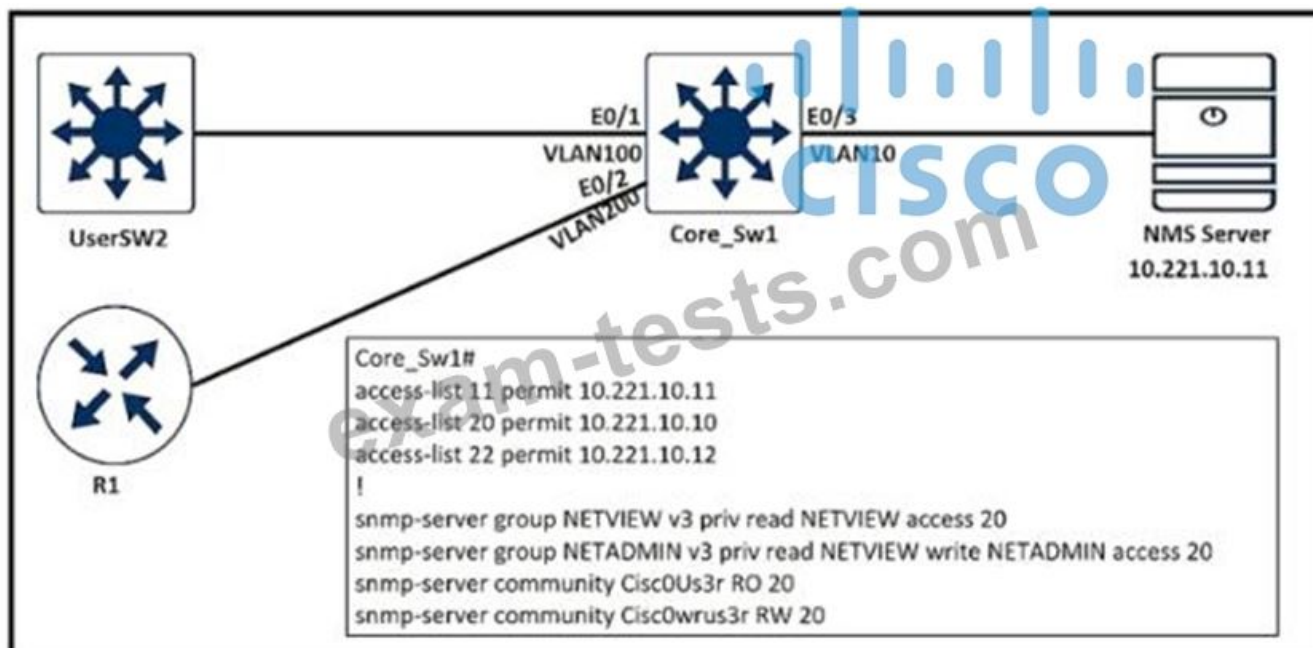 E0/1
E0/3
VLAN100
VLAN10
E0/2
VLAN200
CISCO
UserSW2
Core_Sw1
NMS Server
10.221.10.11
exam-tests.com
R1
Core_Sw1#
access-list 11 permit 10.221.10.11
access-list 20 permit 10.221.10.10
access-list 22 permit 10.221.10.12
!
snmp-server group NETVIEW v3 priv read NETVIEW access 20
snmp-server group NETADMIN v3 priv read NETVIEW write NETADMIN access 20
snmp-server community Cisc0Us3r RO 20
snmp-server community Cisc0wrus3r RW 20